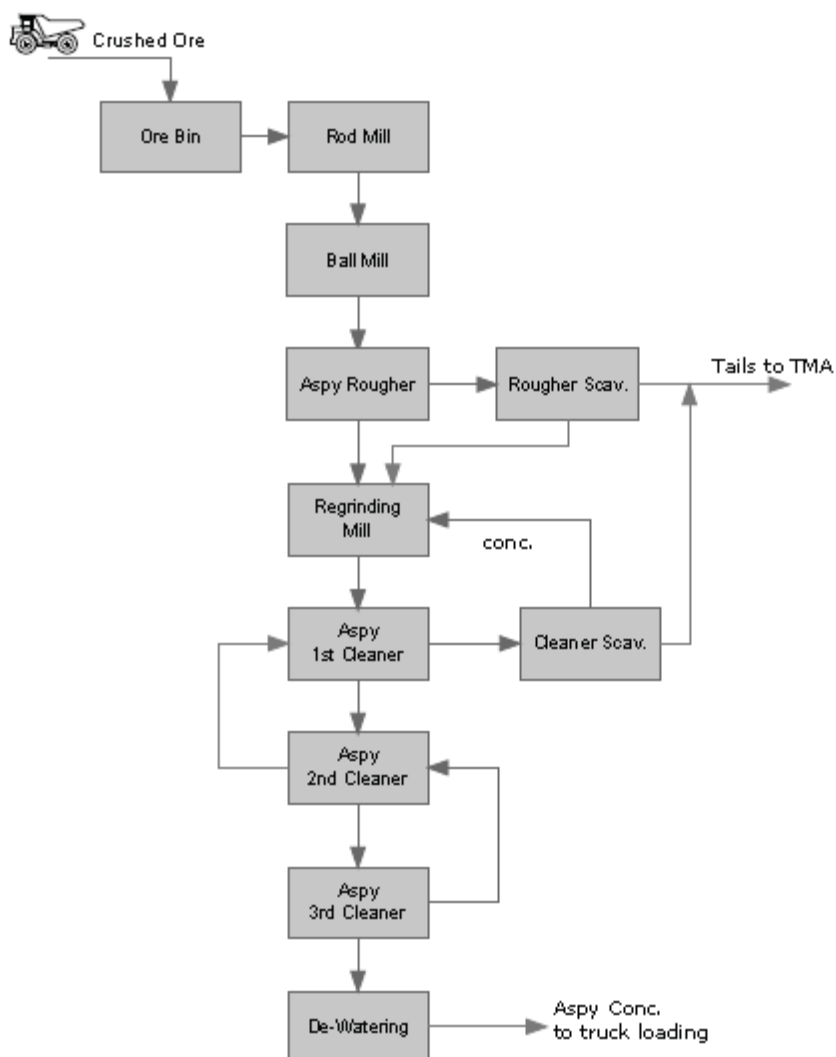 Crushed Ore
Ore Bin
Rod Mill
Ball Mill
Aspy Rougher
Rougher Scav.
Tails to TMA
Regrinding
Mill
conc.
Aspy
1st Cleaner
Cleaner Scav.
Aspy
2nd Cleaner
Aspy
3rd Cleaner
De-Watering
Aspy Conc.
to truck loading